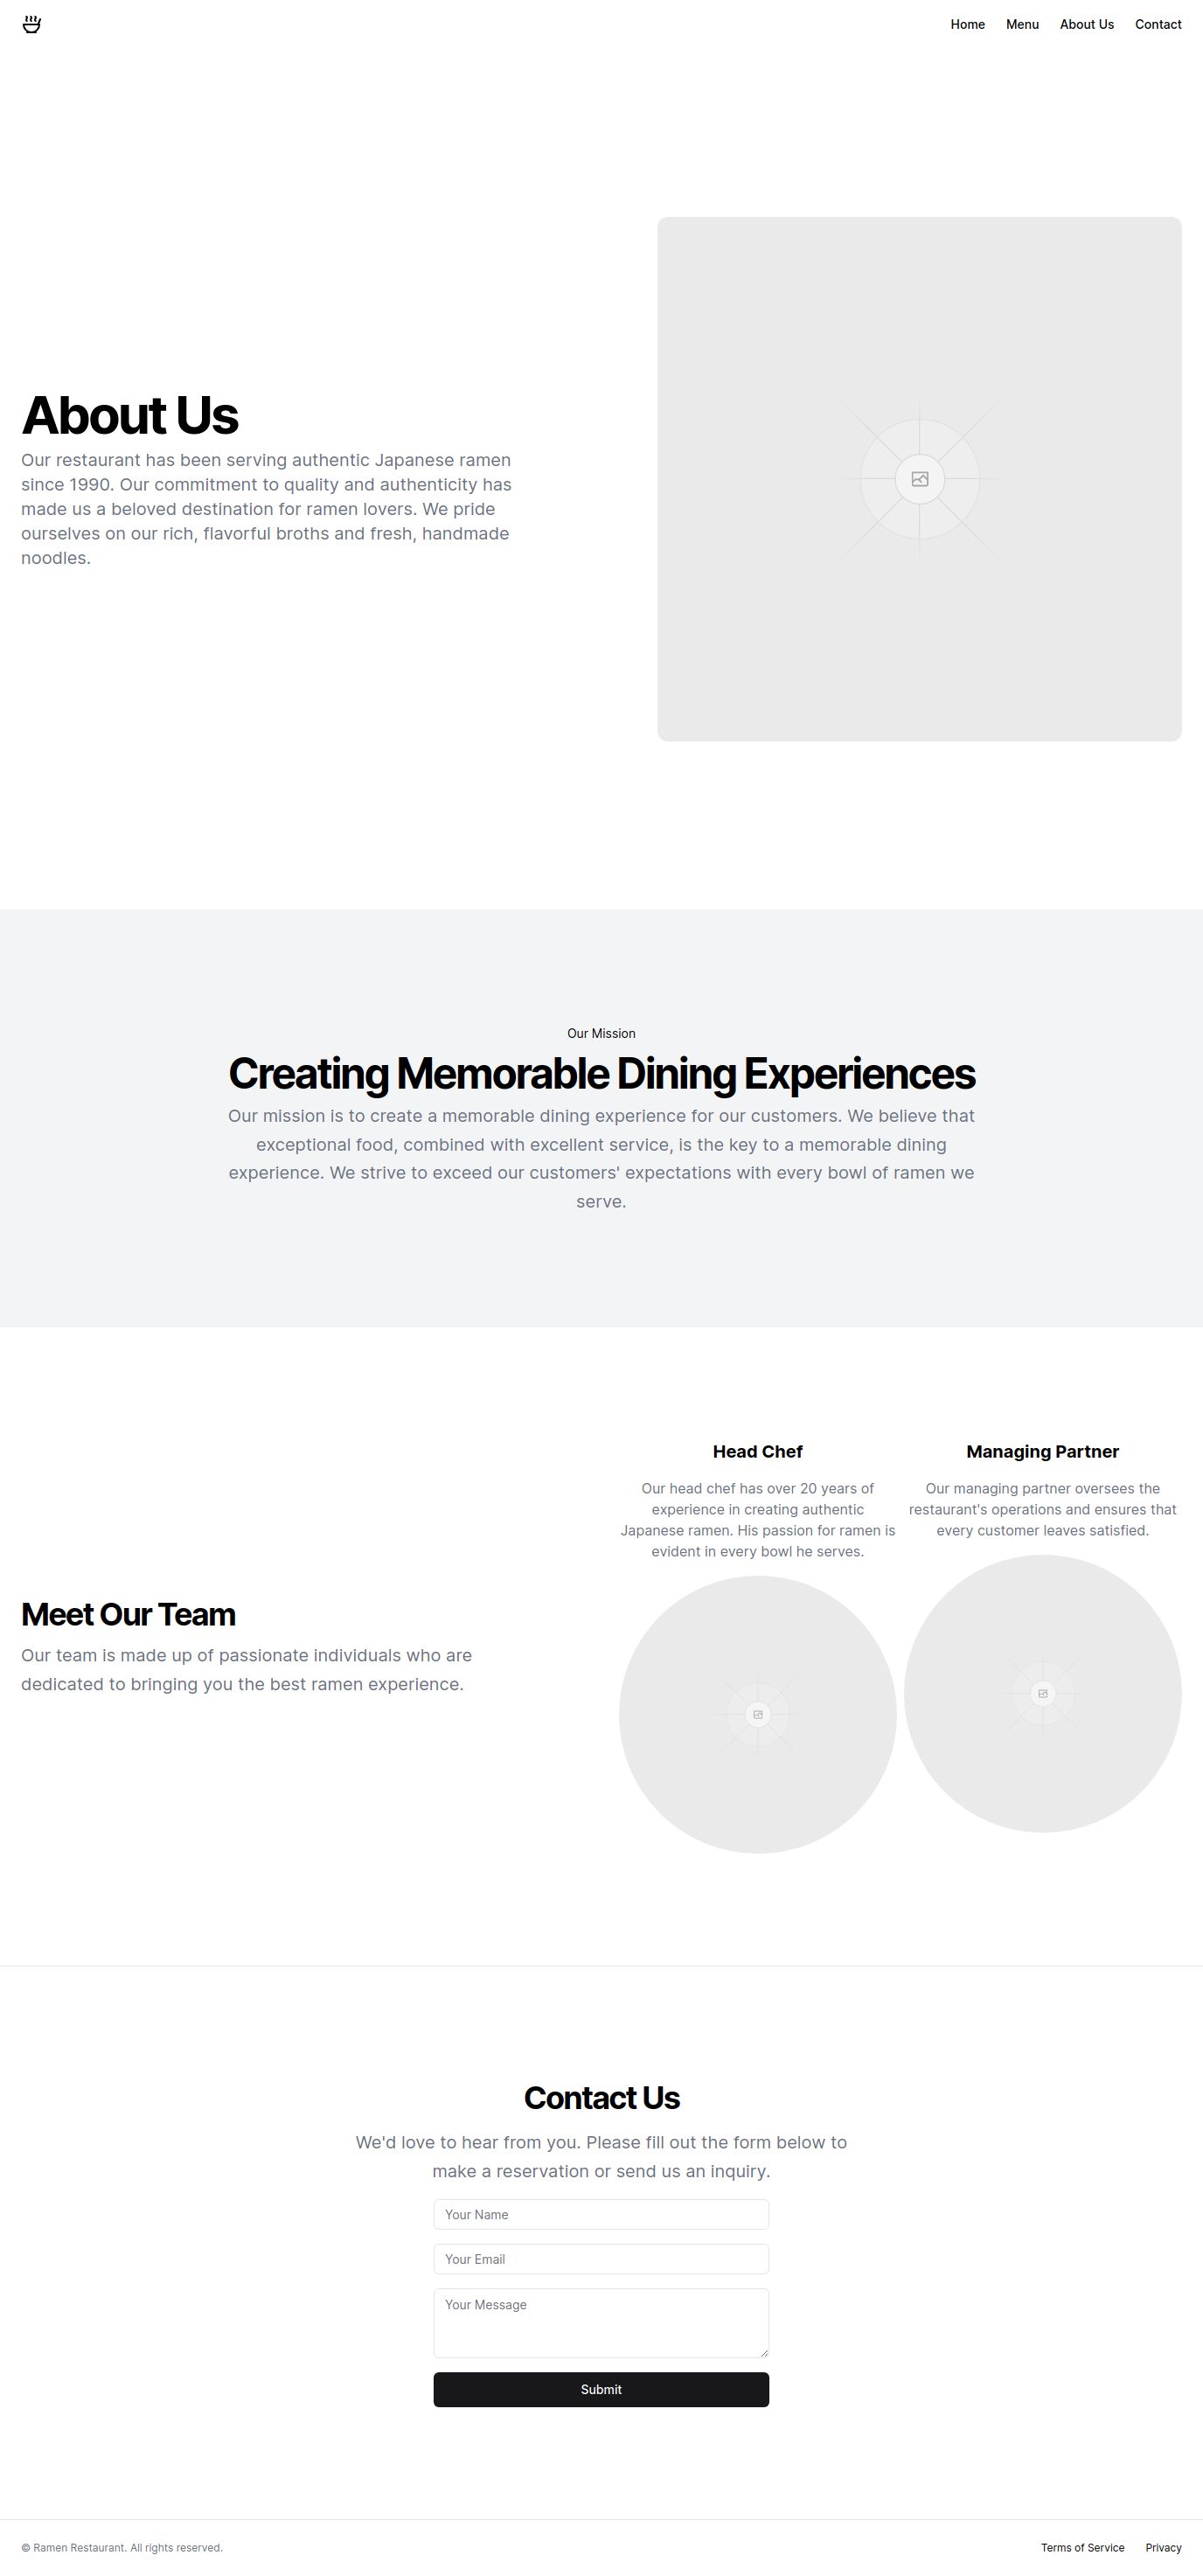 Home Menu About Us Contact
About Us
Our restaurant has been serving authentic Japanese ramen
since 1990. Our commitment to quality and authenticity has
made us a beloved destination for ramen lovers. We pride
ourselves on our rich, flavorful broths and fresh, handmade
noodles.
Our Mission
Creating Memorable Dining Experiences
Our mission is to create a memorable dining experience for our customers. We believe that
exceptional food, combined with excellent service, is the key to a memorable dining
experience. We strive to exceed our customers' expectations with every bowl of ramen we
serve.
Meet Our Team
Our team is made up of passionate individuals who are
dedicated to bringing you the best ramen experience.
Head Chef
Our head chef has over 20 years of
experience in creating authentic
Japanese ramen. His passion for ramen is
evident in every bowl he serves.
Managing Partner
Our managing partner oversees the
restaurant's operations and ensures that
every customer leaves satisfied.
Contact Us
We'd love to hear from you. Please fill out the form below to
make a reservation or send us an inquiry.
Your Name
Your Email
Your Message
Submit
© Ramen Restaurant. All rights reserved.
Terms of Service Privacy